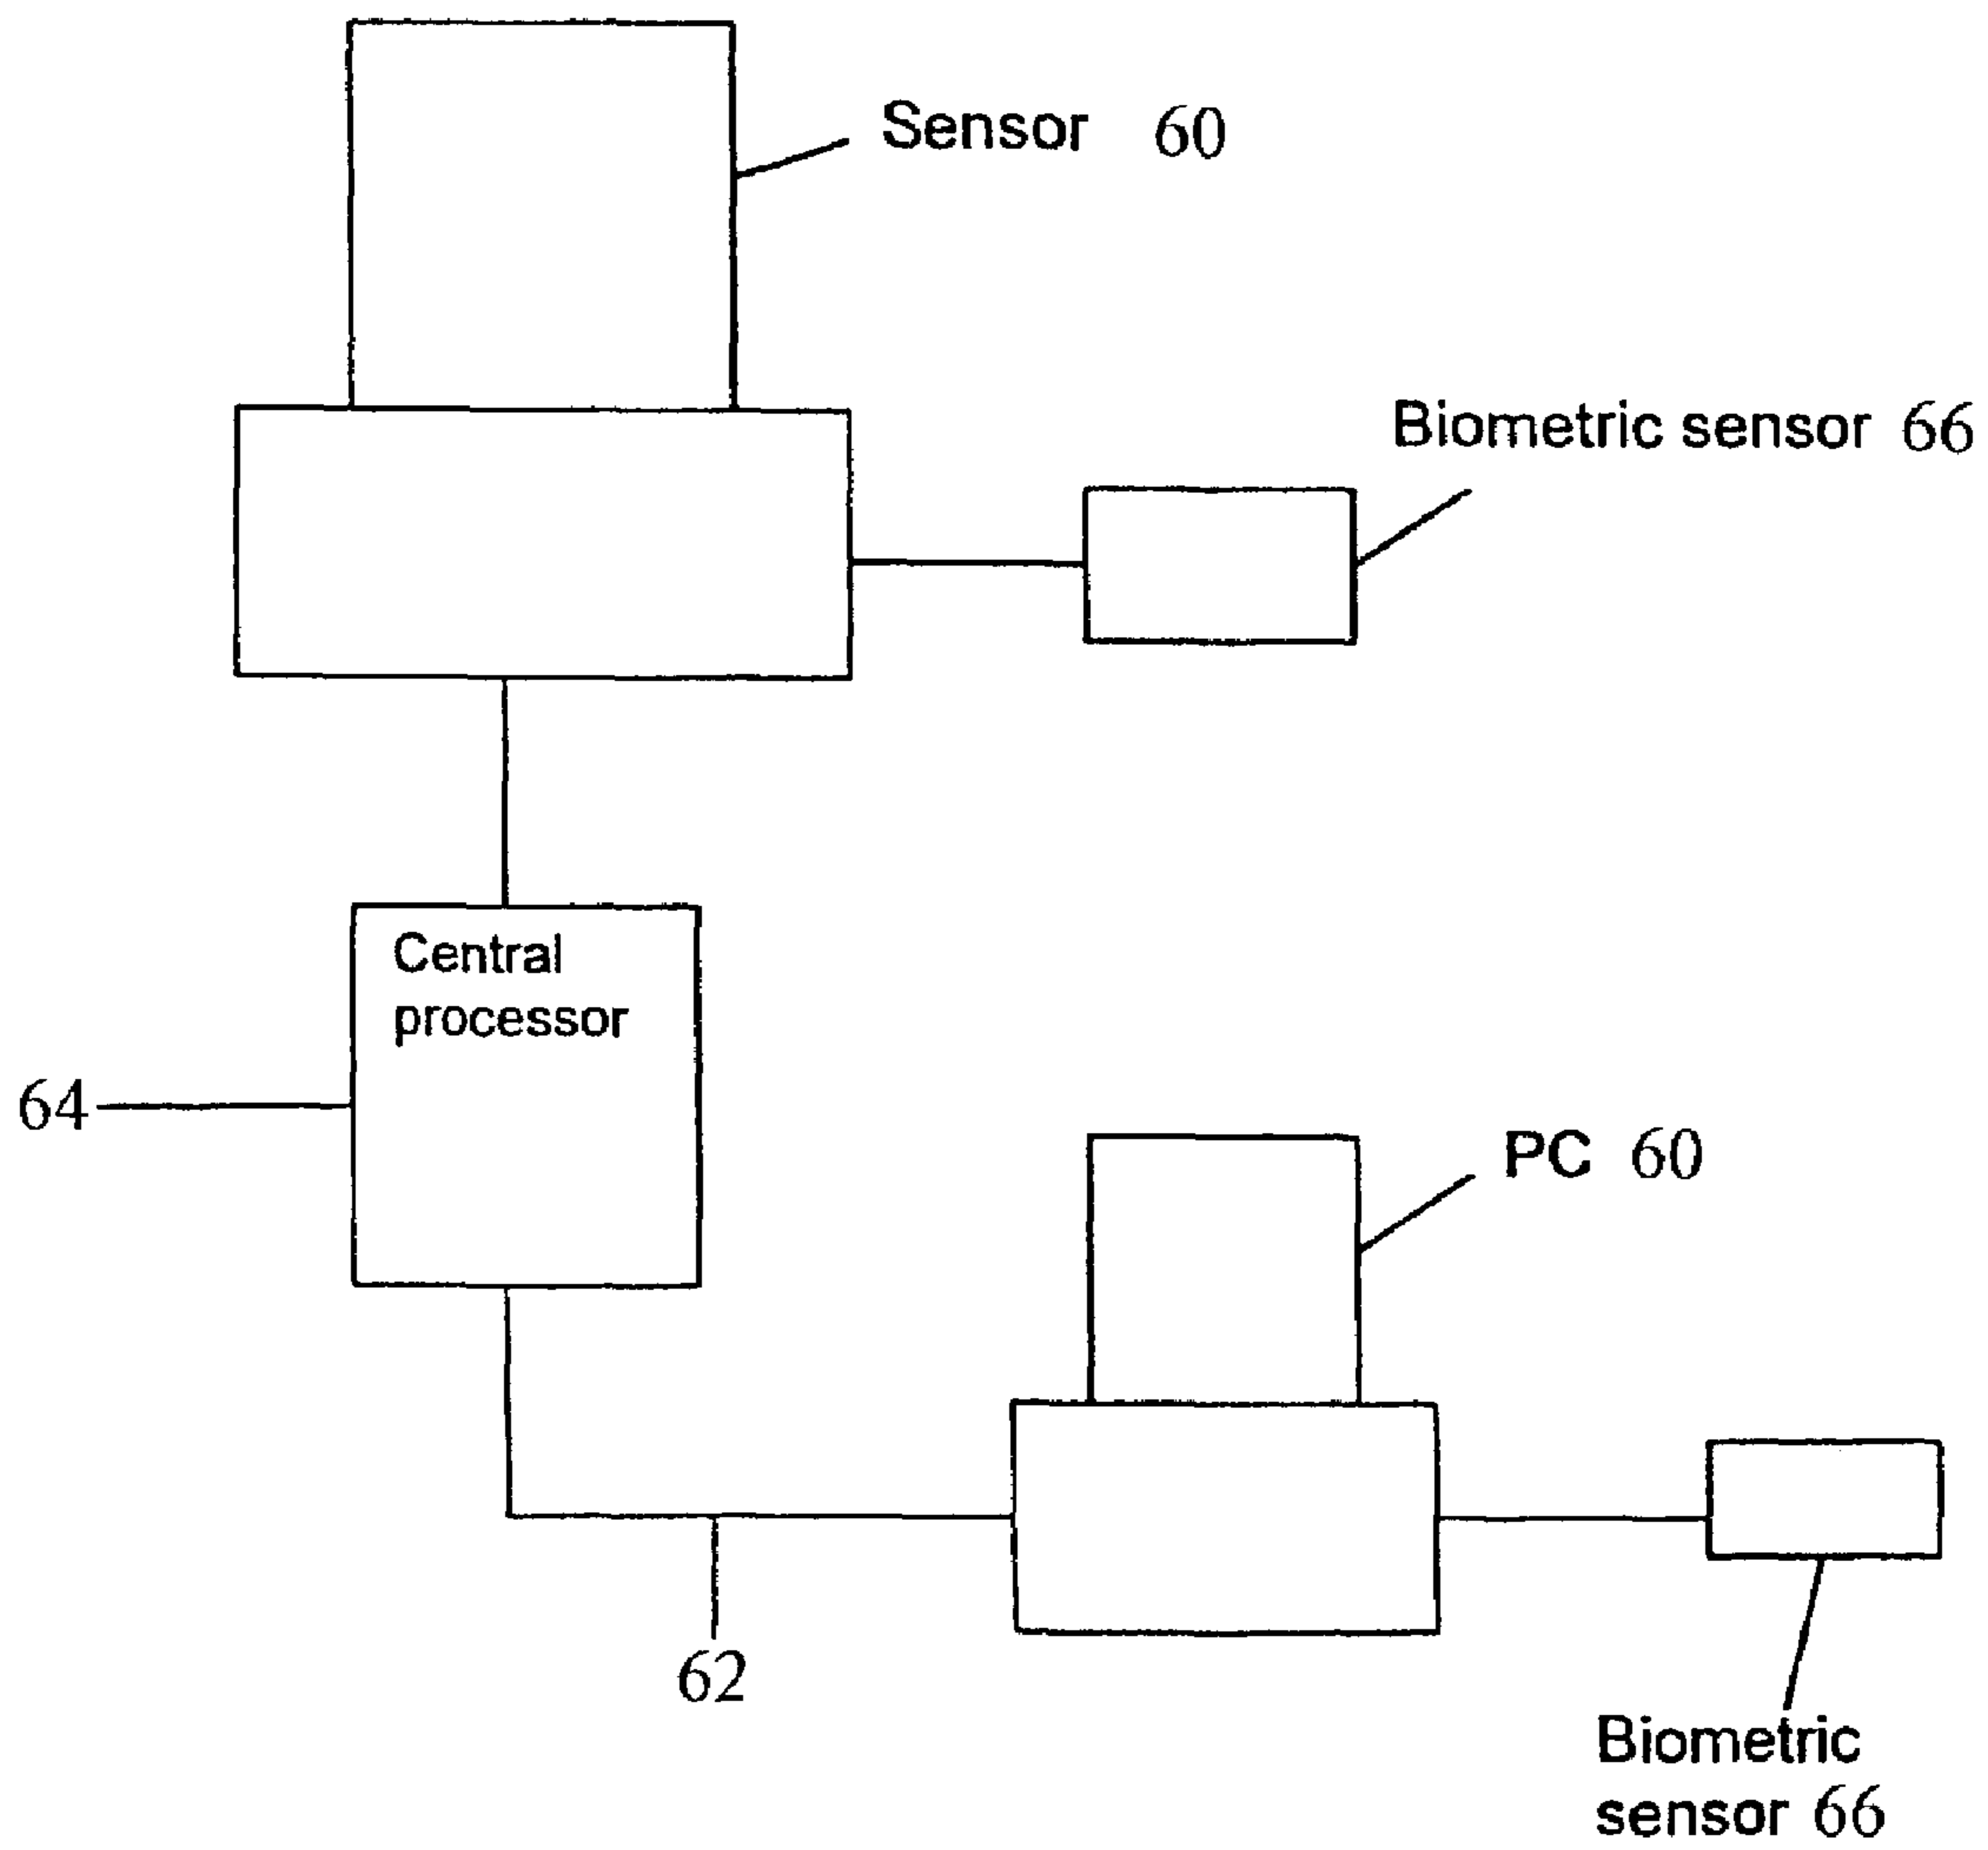 Sensor 60
Biometric sensor 66
Central
processor
64
PC 60
62
Biometric
sensor 66